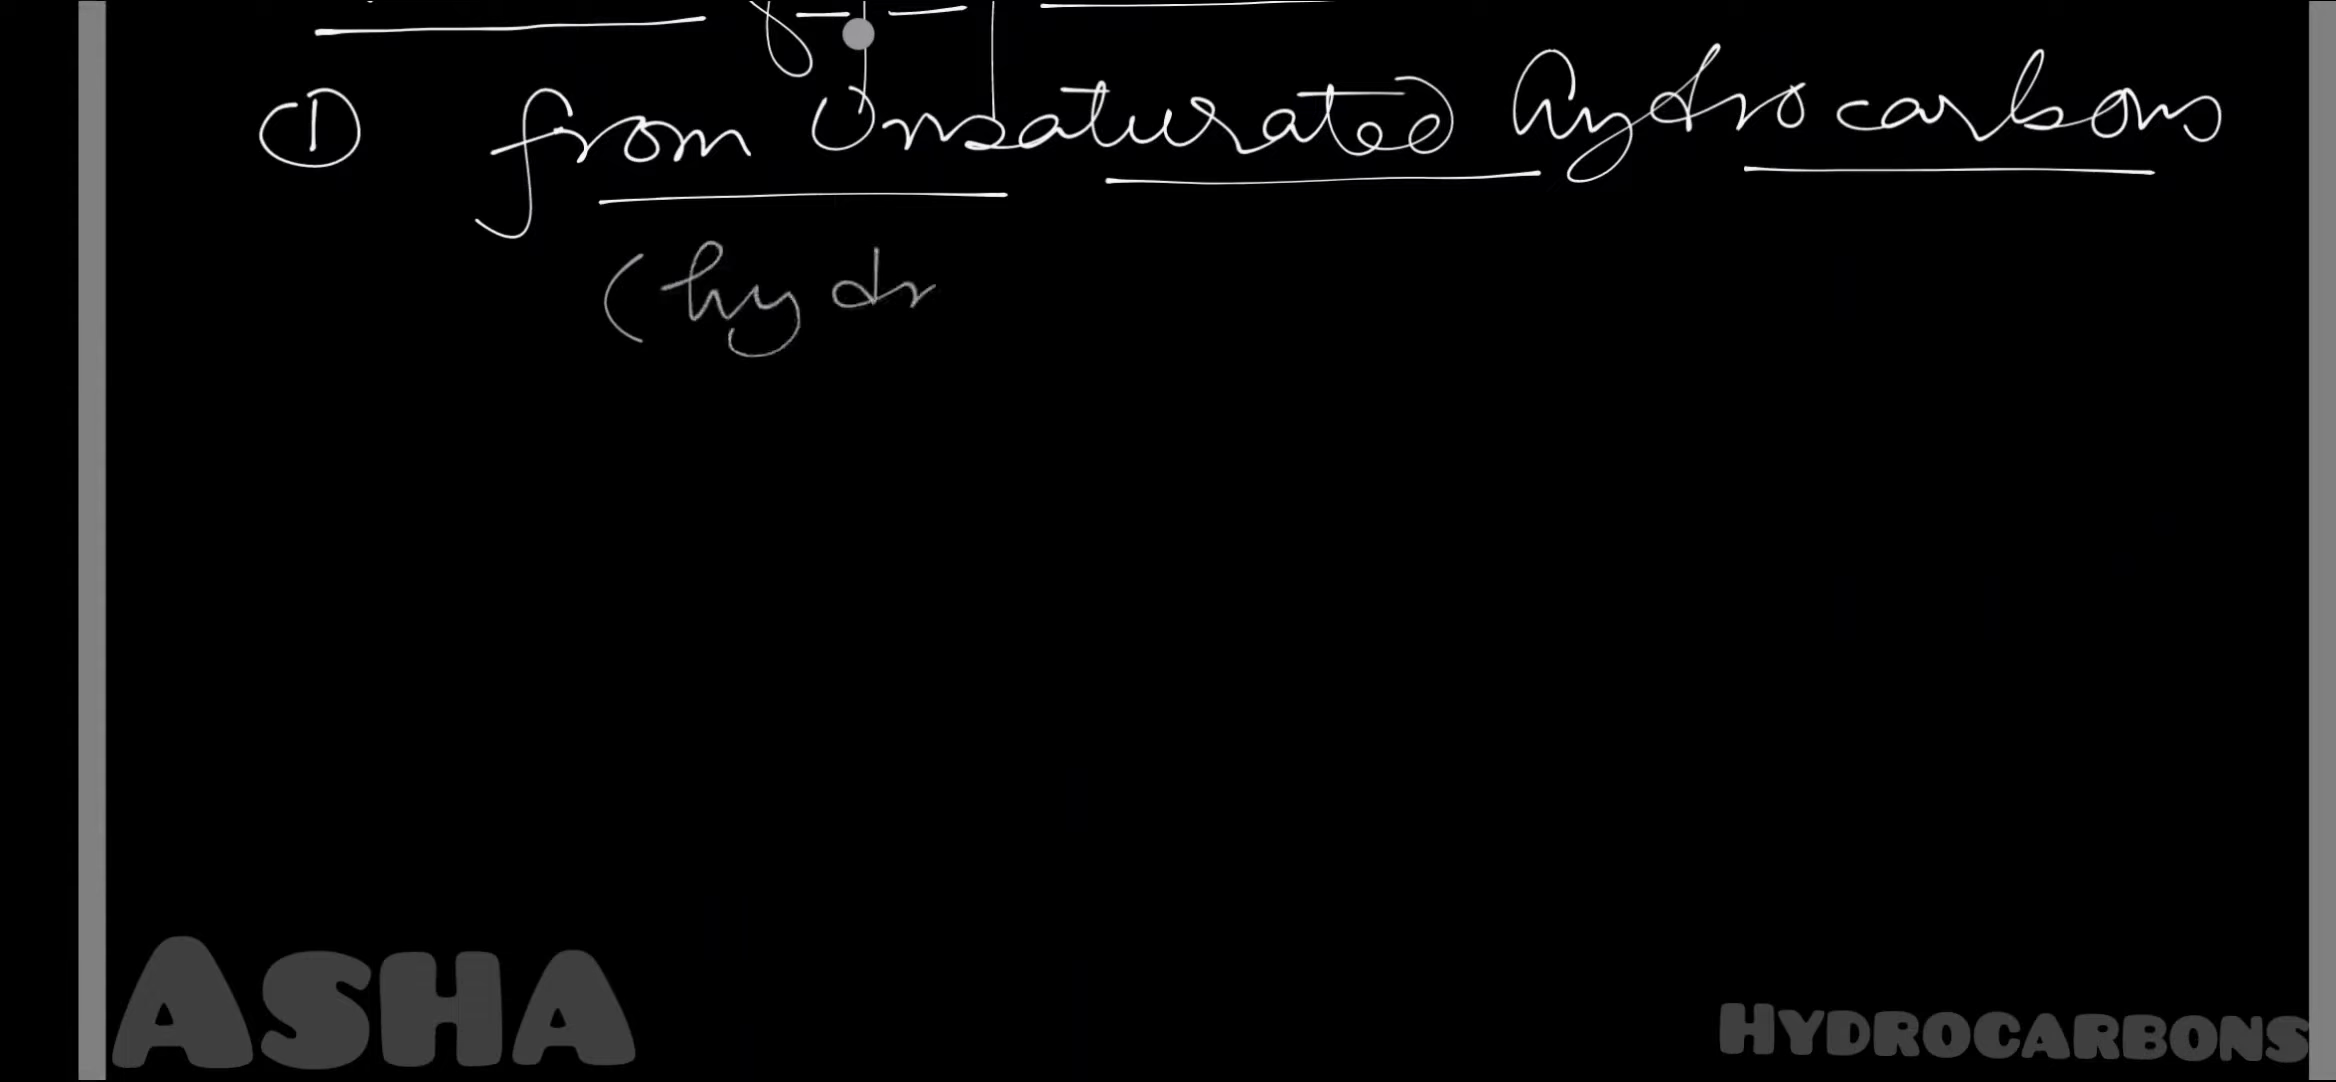 ① from Unsaturated hydrocarbons
(hydr
ASHA
HYDROCARBONS